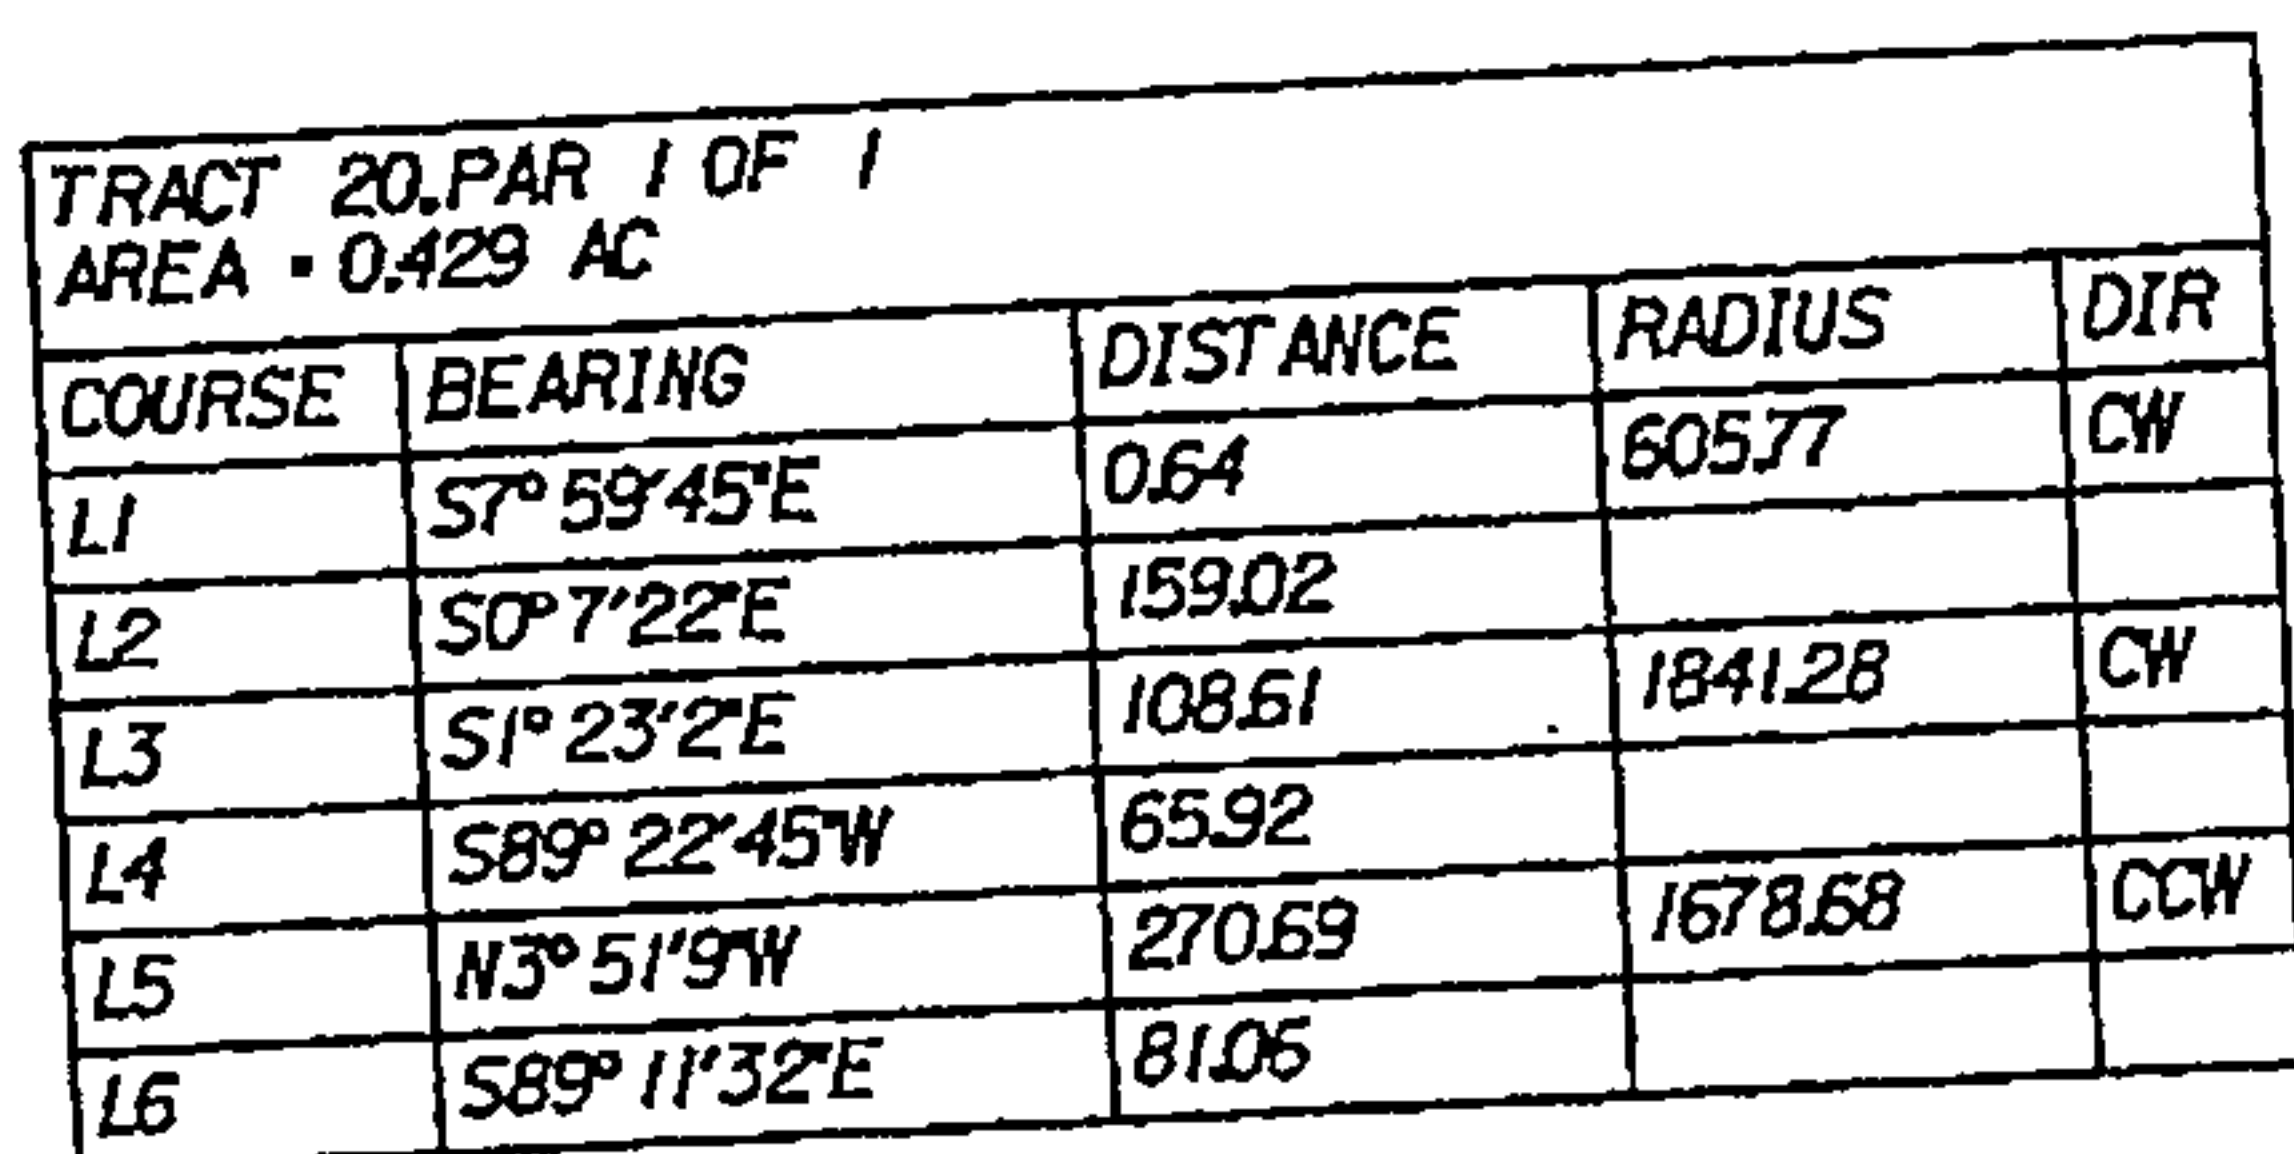 TRACT 20.PAR 1 OF 1
AREA = 0.429 AC
COURSE BEARING DISTANCE RADIUS DIR
L1 S7° 59'45"E 0.64 605.77 CW
L2 S0° 7'22"E 159.02
L3 S1° 23'2"E 108.61 1841.28 CW
L4 S89° 22'45"W 65.92
L5 N3° 51'9"W 270.69 1678.68 CCW
L6 S89° 11'32"E 81.06